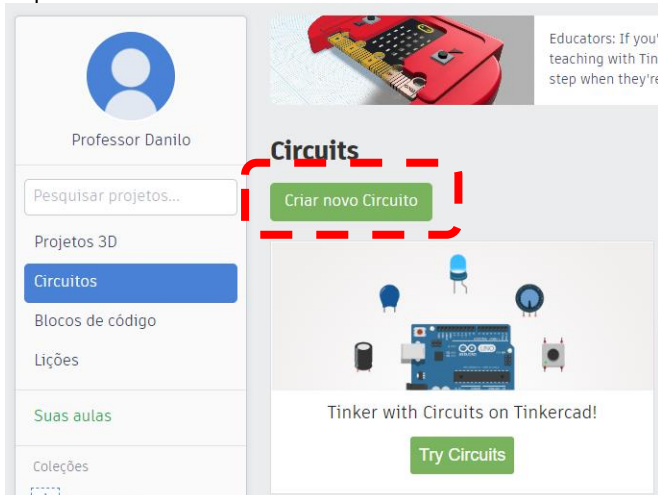 Professor Danilo
Pesquisar projetos...
Projetos 3D
Circuitos
Blocos de código
Lições
Suas aulas
Coleções
Educators: If you'
teaching with Tin
step when they're
Circuits
Criar novo Circuito
Tinker with Circuits on Tinkercad!
Try Circuits